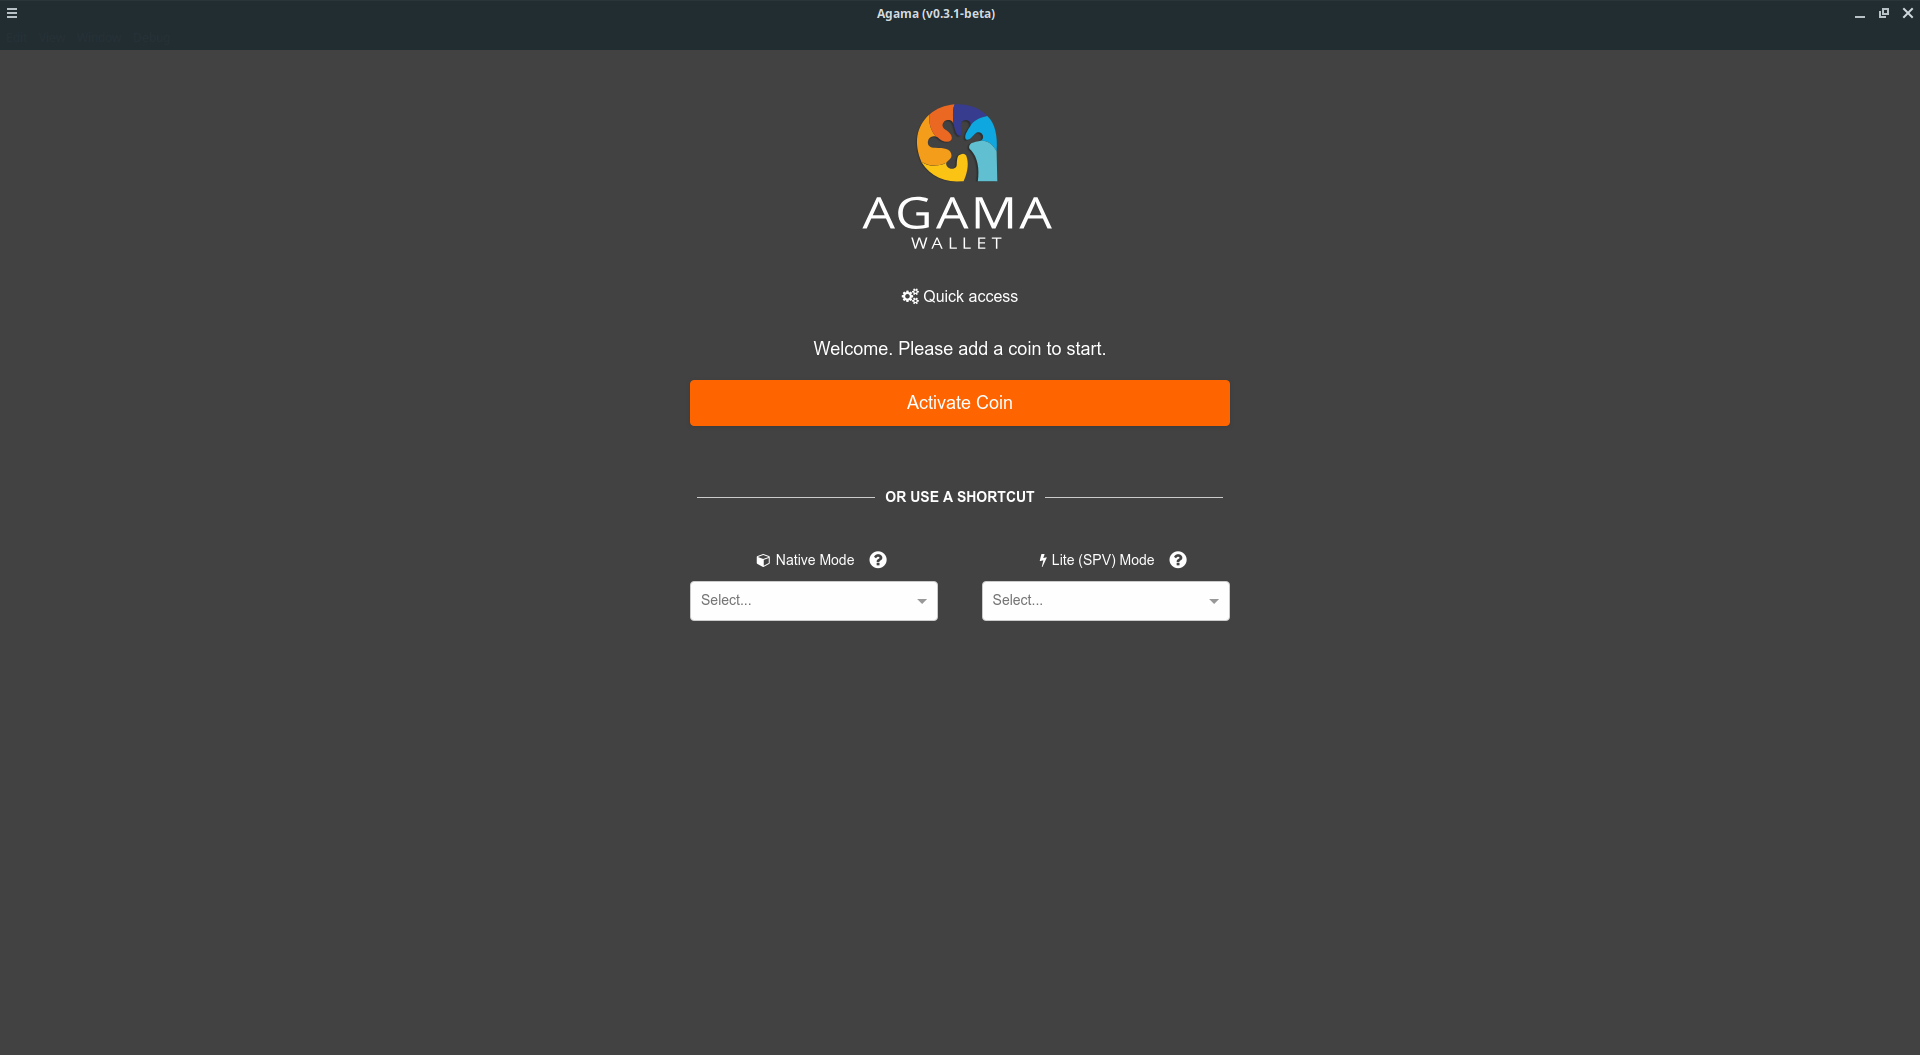 Agama (v0.3.1-beta)
AGAMA
WALLET
Quick access
Welcome. Please add a coin to start.
Activate Coin
OR USE A SHORTCUT
Native Mode ?
Lite (SPV) Mode ?
Select...
Select...